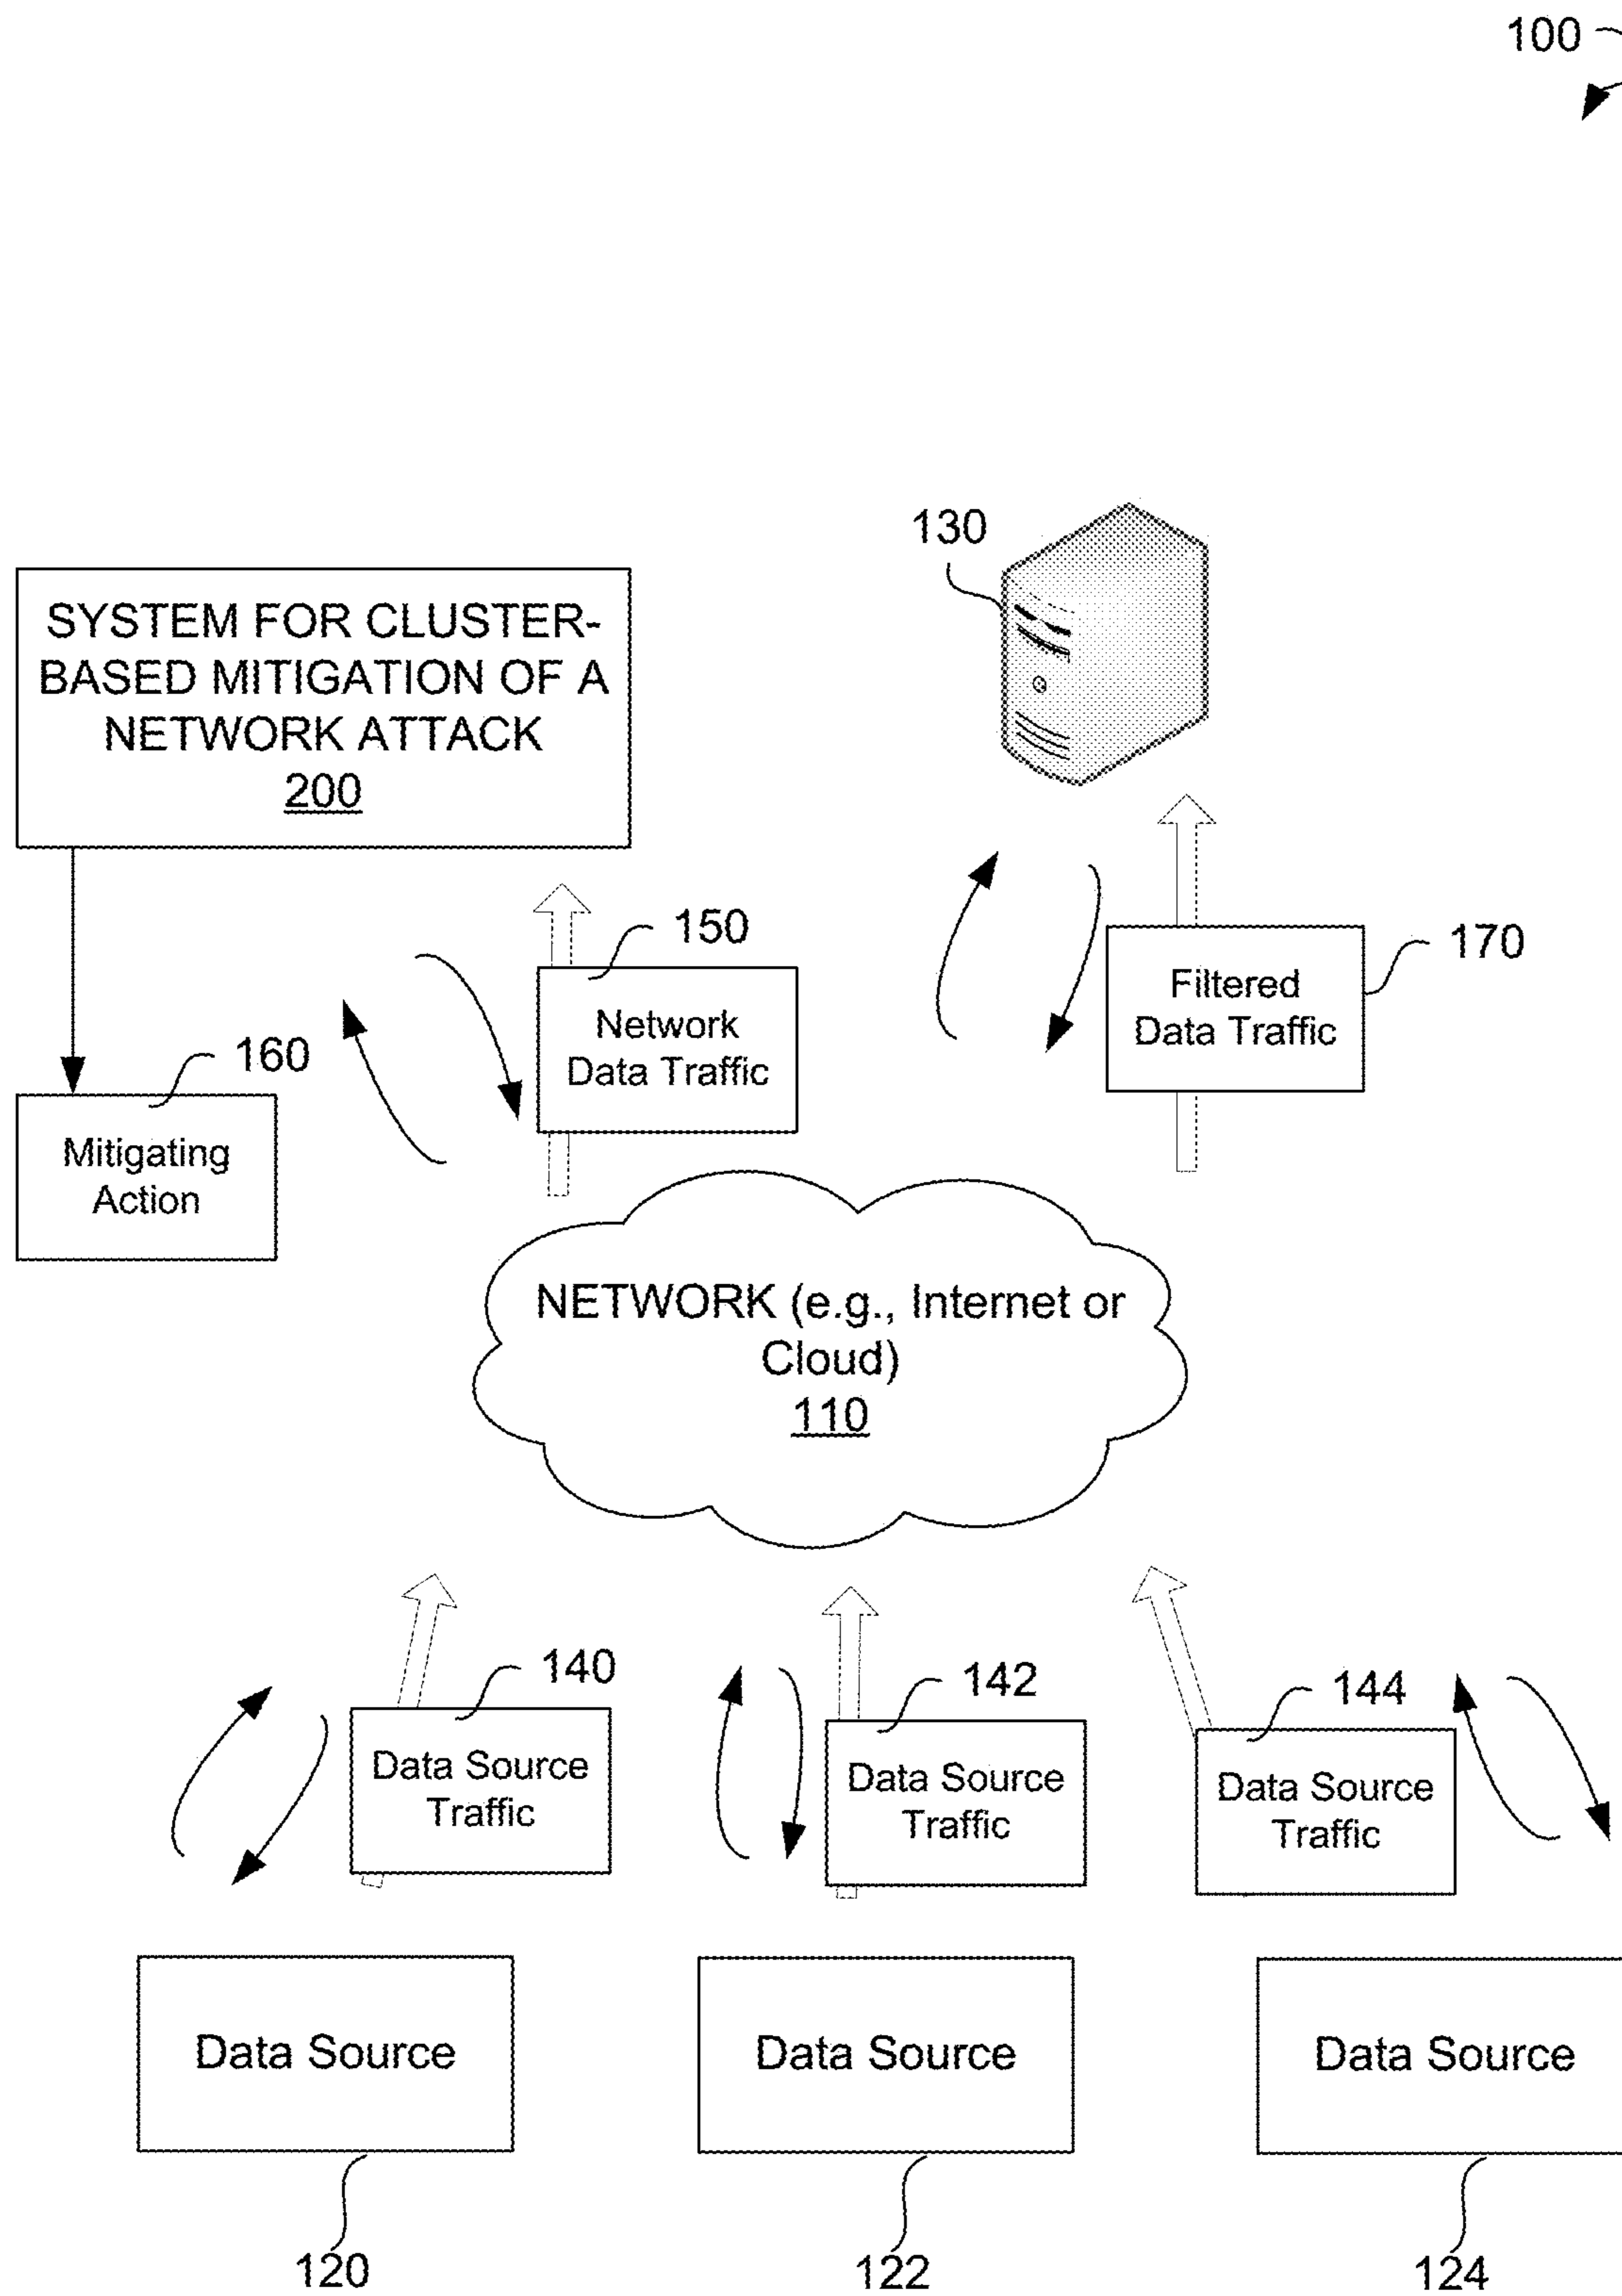 100
130
SYSTEM FOR CLUSTER-
BASED MITIGATION OF A
NETWORK ATTACK
200
150
170
Filtered
Data Traffic
Network
Data Traffic
160
Mitigating
Action
NETWORK (e.g., Internet or
Cloud)
110
140
142
144
Data Source
Traffic
Data Source
Traffic
Data Source
Traffic
Data Source
Data Source
Data Source
120
122
124